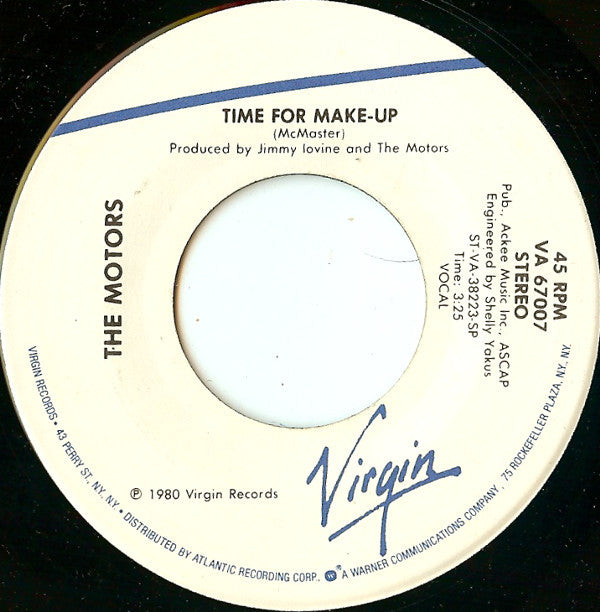 TIME FOR MAKE-UP
(McMaster)
Produced by Jimmy Iovine and The Motors
THE MOTORS
45 RPM
VA 67007
STEREO
Pub., Ackee Music Inc., ASCAP
Engineered by Shelly Yakus
ST-VA-38223-SP
Time: 3:25
VOCAL
℗ 1980 Virgin Records
Virgin
VIRGIN RECORDS • 43 PERRY ST., NY, NY. • DISTRIBUTED BY ATLANTIC RECORDING CORP., W ® A WARNER COMMUNICATIONS COMPANY, 75 ROCKEFELLER PLAZA, NY, NY.